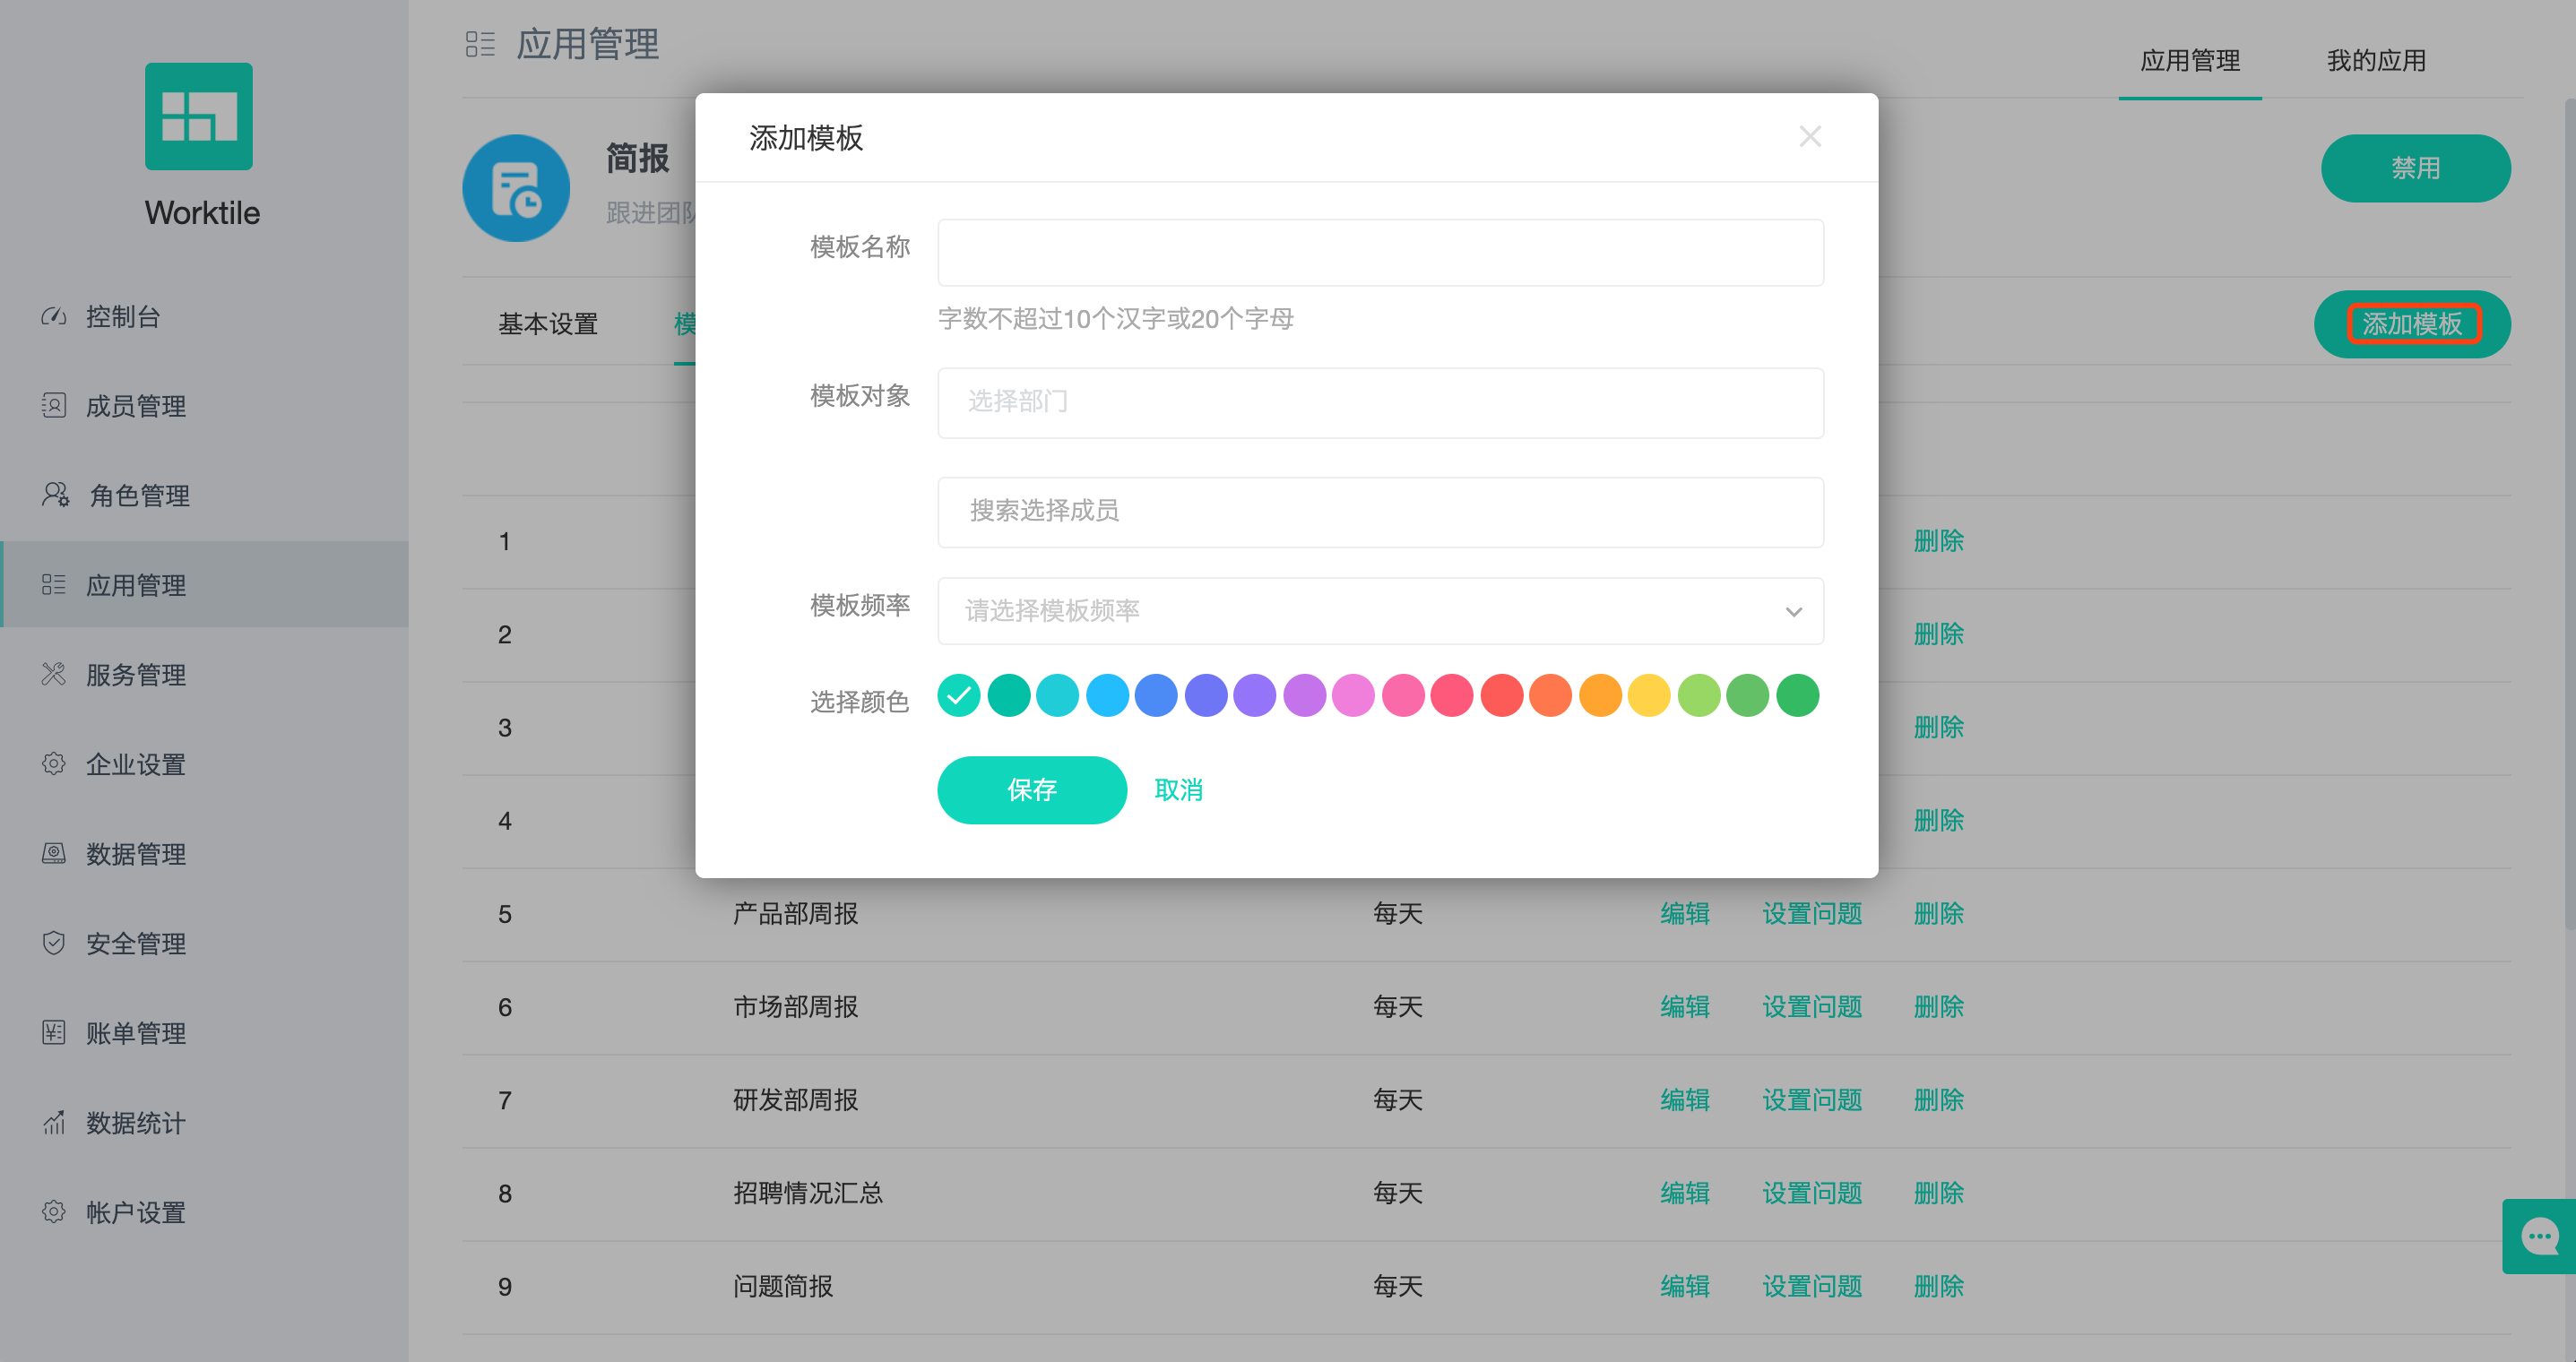 Worktile
控制台
成员管理
角色管理
应用管理
服务管理
企业设置
数据管理
安全管理
账单管理
数据统计
帐户设置
应用管理
应用管理 我的应用
简报
跟进团队
禁用
基本设置 模
添加模板
添加模板
模板名称
字数不超过10个汉字或20个字母
模板对象 选择部门
搜索选择成员
模板频率 请选择模板频率
选择颜色
保存 取消
1 删除
2 删除
3 删除
4 删除
5 产品部周报 每天 编辑 设置问题 删除
6 市场部周报 每天 编辑 设置问题 删除
7 研发部周报 每天 编辑 设置问题 删除
8 招聘情况汇总 每天 编辑 设置问题 删除
9 问题简报 每天 编辑 设置问题 删除